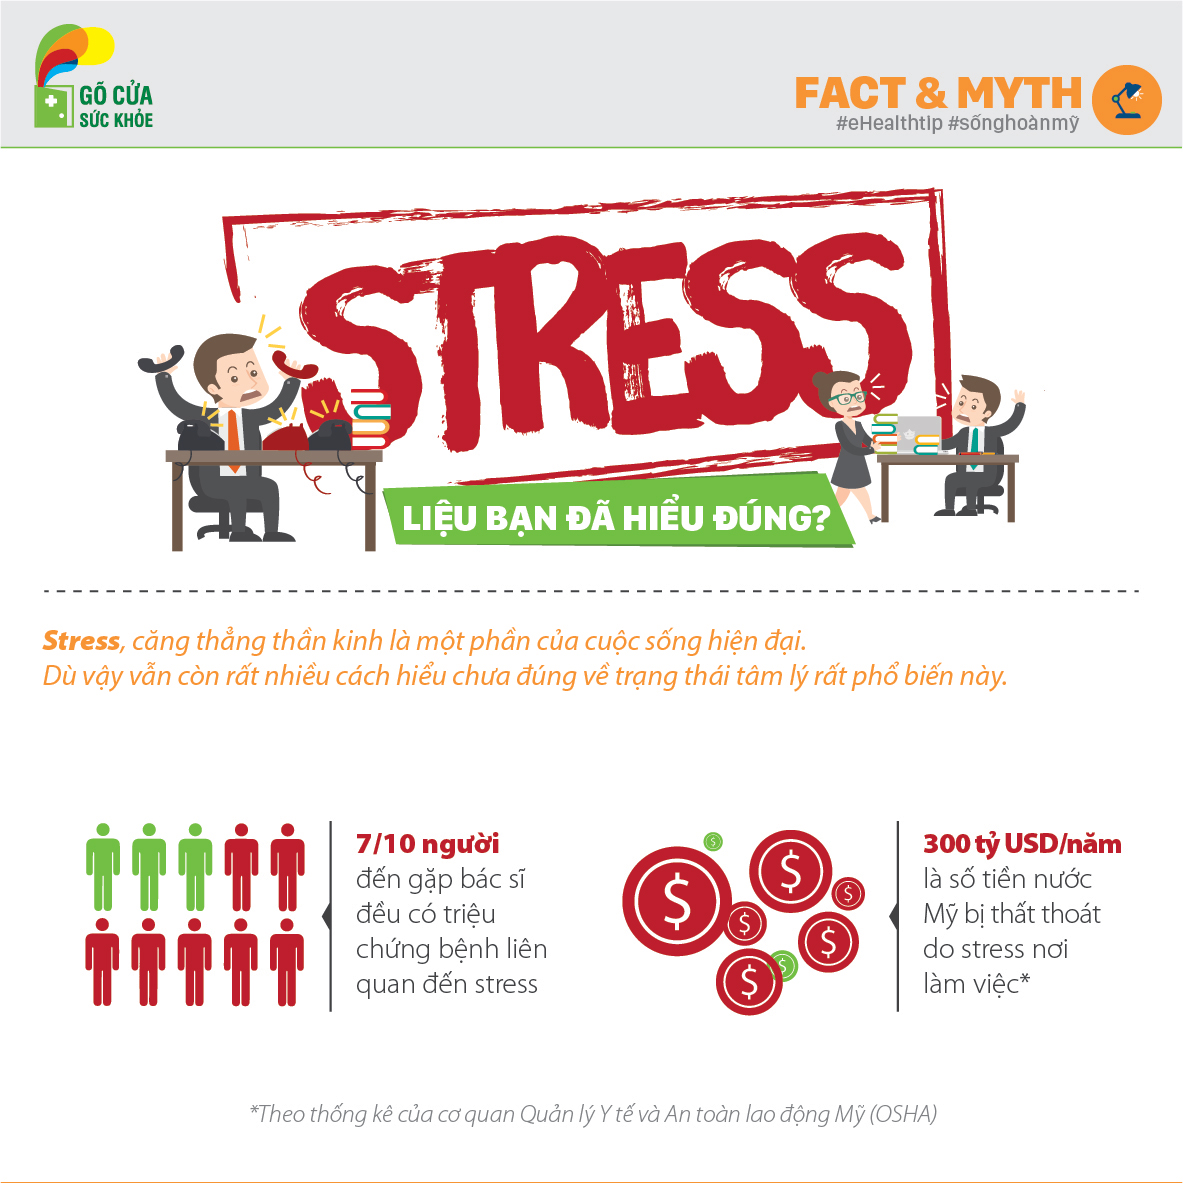 GÕ CỬA
SỨC KHỎE
FACT & MYTH
#eHealthtip #sốnghoànmỹ
STRESS
LIỆU BẠN ĐÃ HIỂU ĐÚNG?
Stress, căng thẳng thần kinh là một phần của cuộc sống hiện đại.
Dù vậy vẫn còn rất nhiều cách hiểu chưa đúng về trạng thái tâm lý rất phổ biến này.
7/10 người
đến gặp bác sĩ
đều có triệu
chứng bệnh liên
quan đến stress
$ $ $ $ $ $ $ $
300 tỷ USD/năm
là số tiền nước
Mỹ bị thất thoát
do stress nơi
làm việc*
*Theo thống kê của cơ quan Quản lý Y tế và An toàn lao động Mỹ (OSHA)